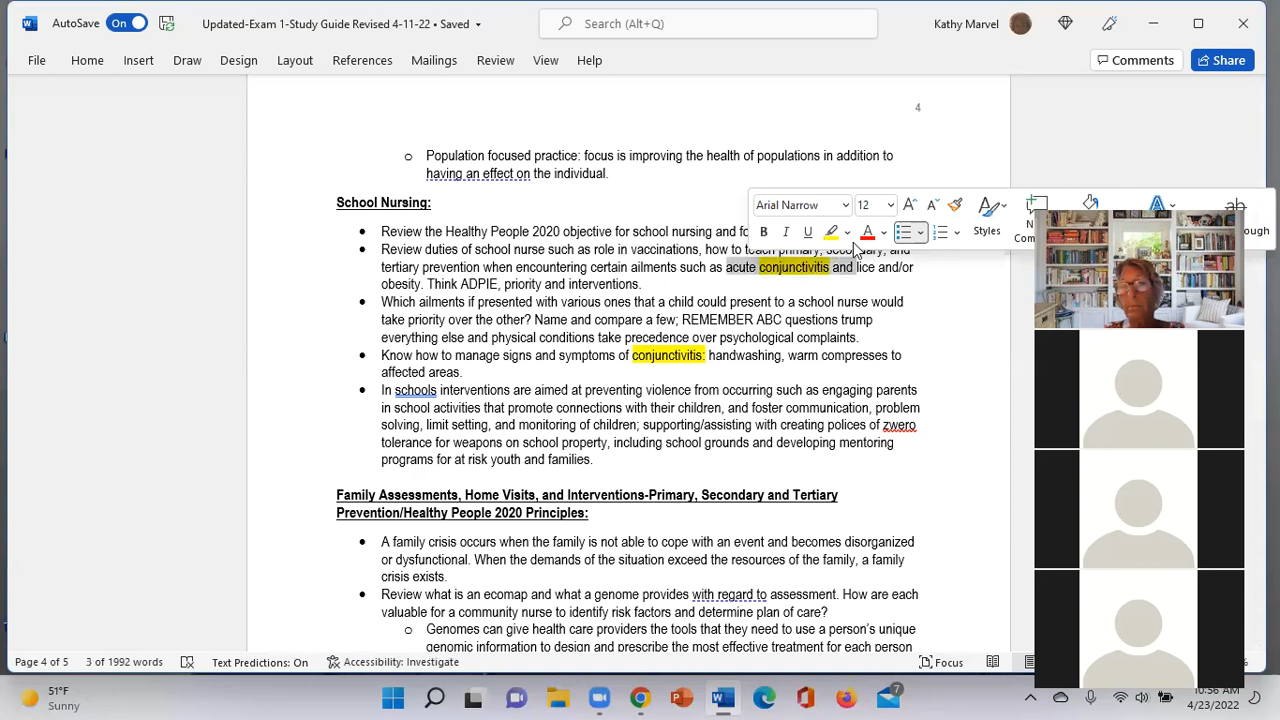 AutoSave On Updated-Exam 1-Study Guide Revised 4-11-22 • Saved Search (Alt+Q) Kathy Marvel
File Home Insert Draw Design Layout References Mailings Review View Help Comments Share
4
o Population focused practice: focus is improving the health of populations in addition to
having an effect on the individual.
School Nursing:
Arial Narrow 12
B I U A Styles
• Review the Healthy People 2020 objective for school nursing and
• Review duties of school nurse such as role in vaccinations, how to teach primary, secondary, and
tertiary prevention when encountering certain ailments such as acute conjunctivitis and lice and/or
obesity. Think ADPIE, priority and interventions.
• Which ailments if presented with various ones that a child could present to a school nurse would
take priority over the other? Name and compare a few; REMEMBER ABC questions trump
everything else and physical conditions take precedence over psychological complaints.
• Know how to manage signs and symptoms of conjunctivitis: handwashing, warm compresses to
affected areas.
• In schools interventions are aimed at preventing violence from occurring such as engaging parents
in school activities that promote connections with their children, and foster communication, problem
solving, limit setting, and monitoring of children; supporting/assisting with creating polices of zwero
tolerance for weapons on school property, including school grounds and developing mentoring
programs for at risk youth and families.
Family Assessments, Home Visits, and Interventions-Primary, Secondary and Tertiary
Prevention/Healthy People 2020 Principles:
• A family crisis occurs when the family is not able to cope with an event and becomes disorganized
or dysfunctional. When the demands of the situation exceed the resources of the family, a family
crisis exists.
• Review what is an ecomap and what a genome provides with regard to assessment. How are each
valuable for a community nurse to identify risk factors and determine plan of care?
o Genomes can give health care providers the tools that they need to use a person's unique
genomic information to design and prescribe the most effective treatment for each person
Page 4 of 5 3 of 1992 words Text Predictions: On Accessibility: Investigate Focus
51°F
Sunny
7
10:56 AM
4/23/2022